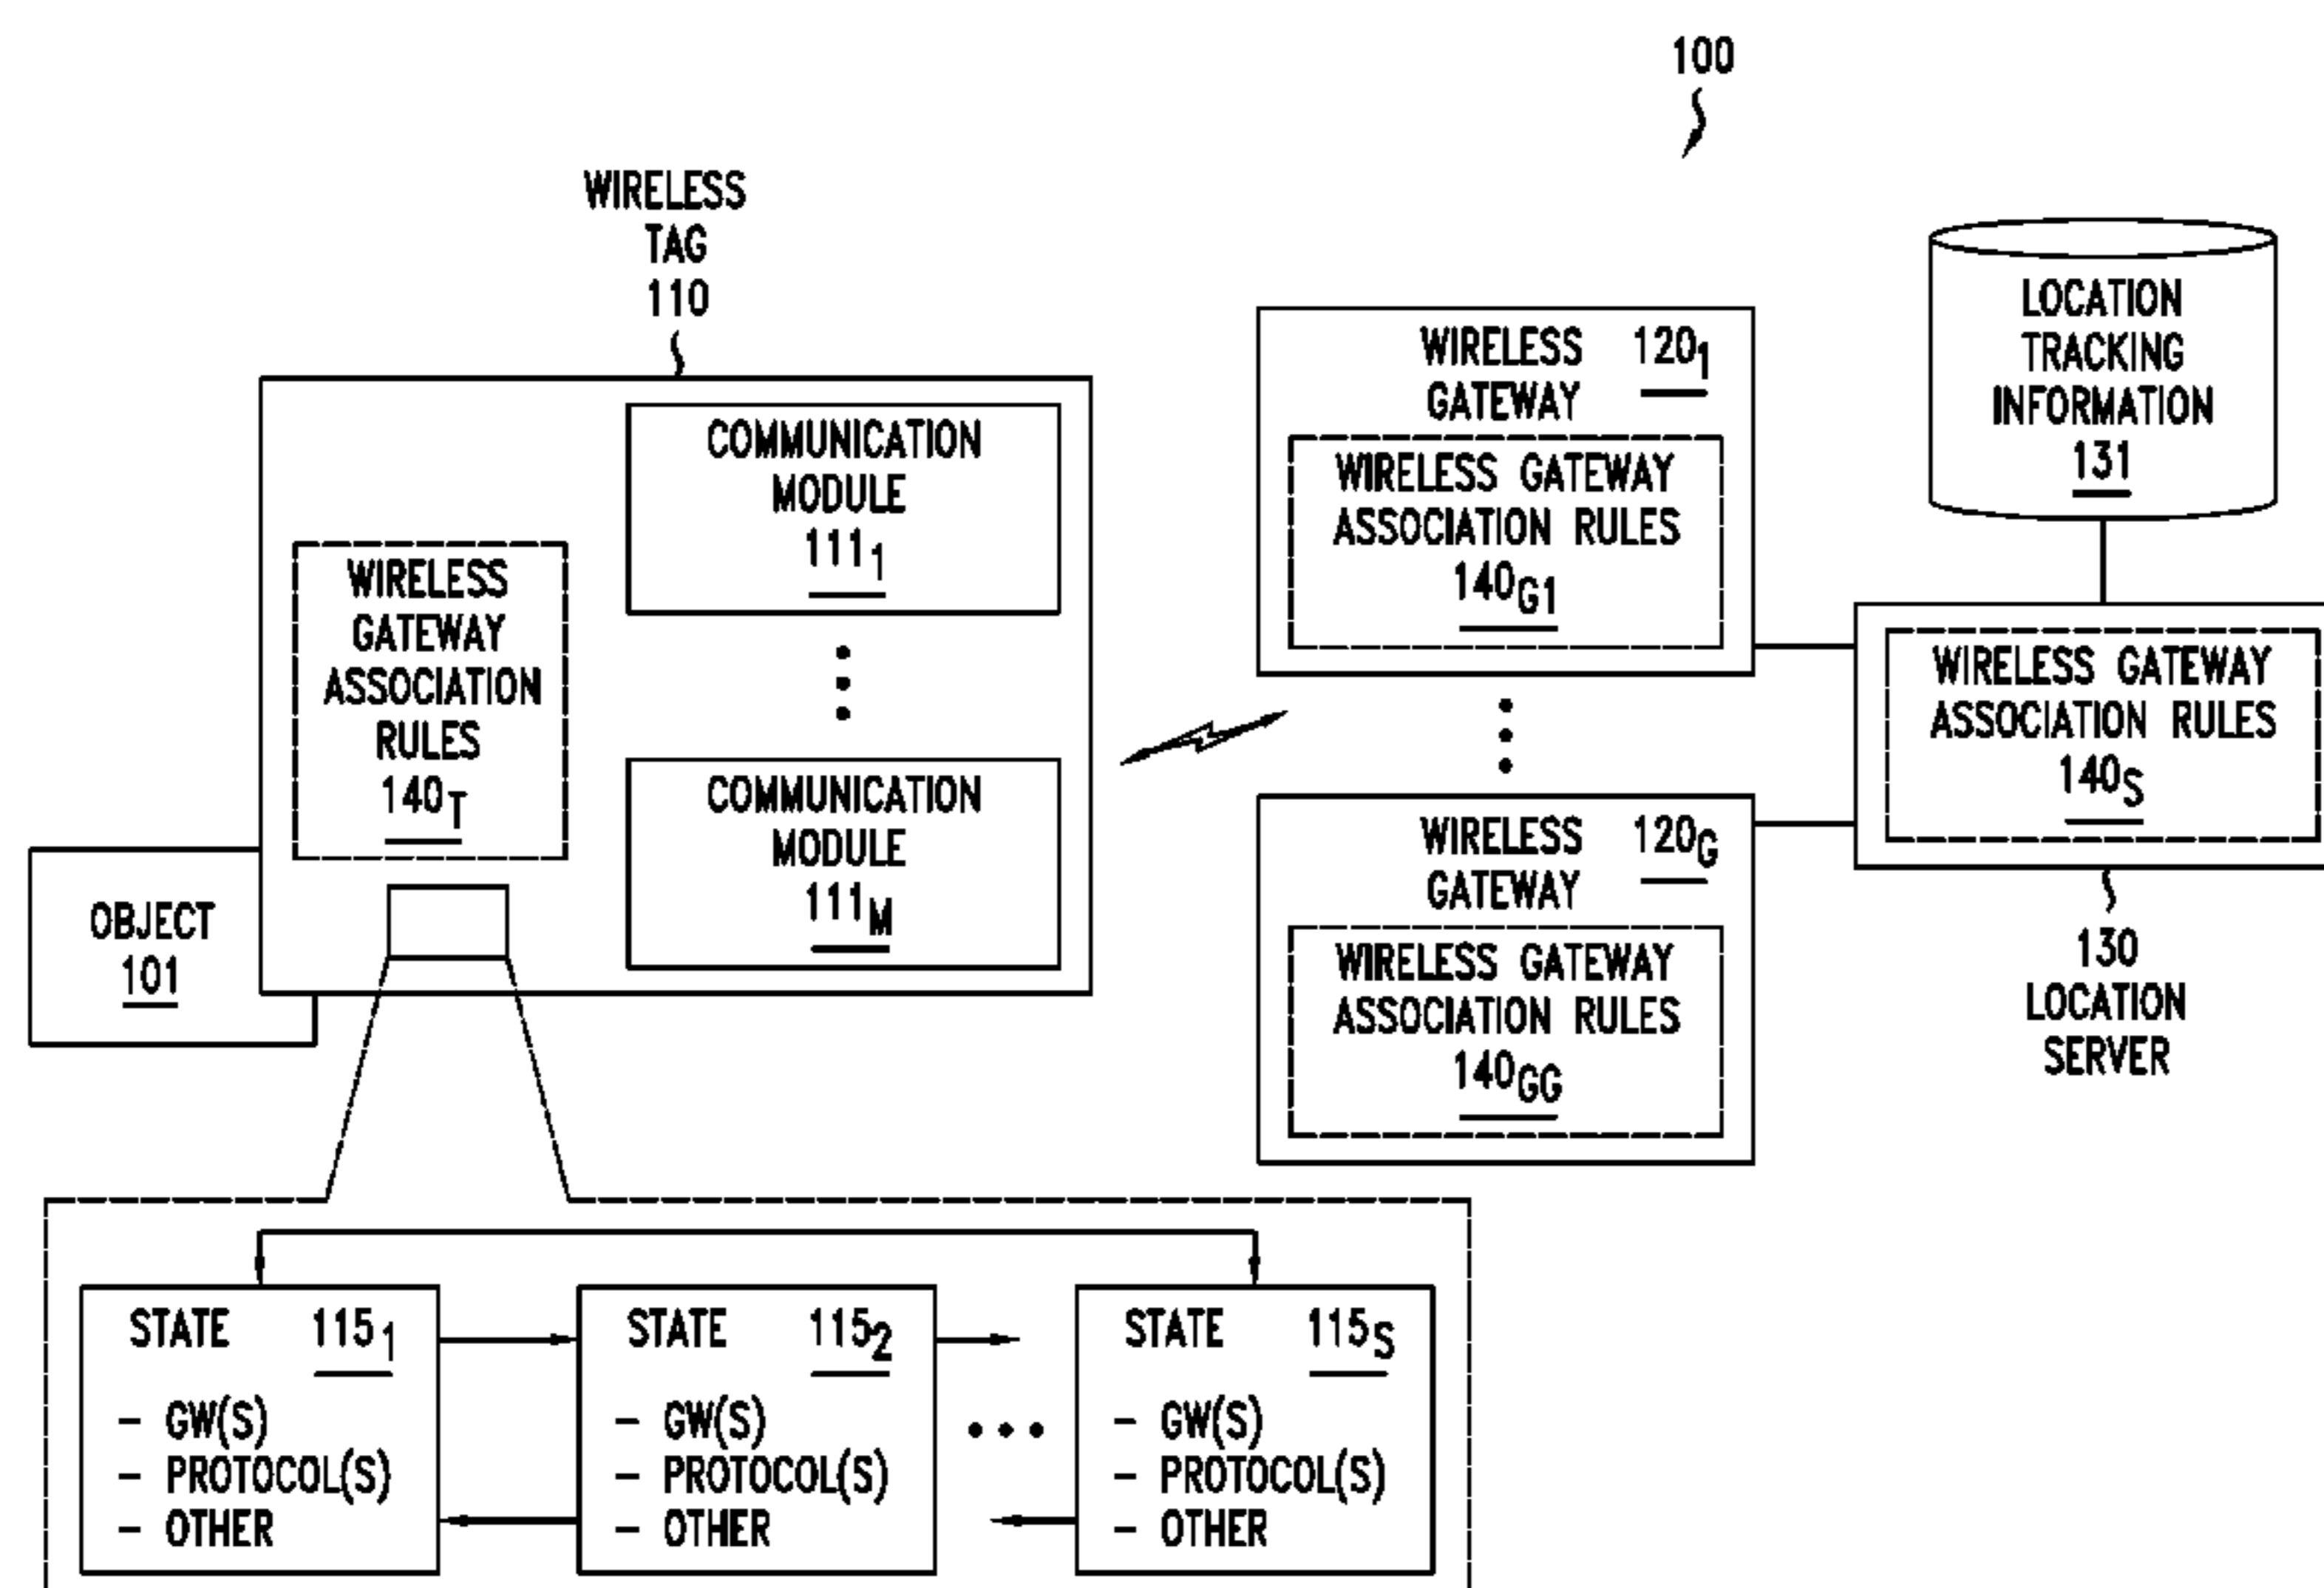 100
WIRELESS
TAG
110
COMMUNICATION
MODULE
111₁
WIRELESS
GATEWAY
ASSOCIATION
RULES
140T
COMMUNICATION
MODULE
111M
OBJECT
101
WIRELESS 120₁
GATEWAY
WIRELESS GATEWAY
ASSOCIATION RULES
140G1
WIRELESS 120G
GATEWAY
WIRELESS GATEWAY
ASSOCIATION RULES
140GG
LOCATION
TRACKING
INFORMATION
131
WIRELESS GATEWAY
ASSOCIATION RULES
140S
130
LOCATION
SERVER
STATE 115₁
- GW(S)
- PROTOCOL(S)
- OTHER
STATE 115₂
- GW(S)
- PROTOCOL(S)
- OTHER
STATE 115S
- GW(S)
- PROTOCOL(S)
- OTHER